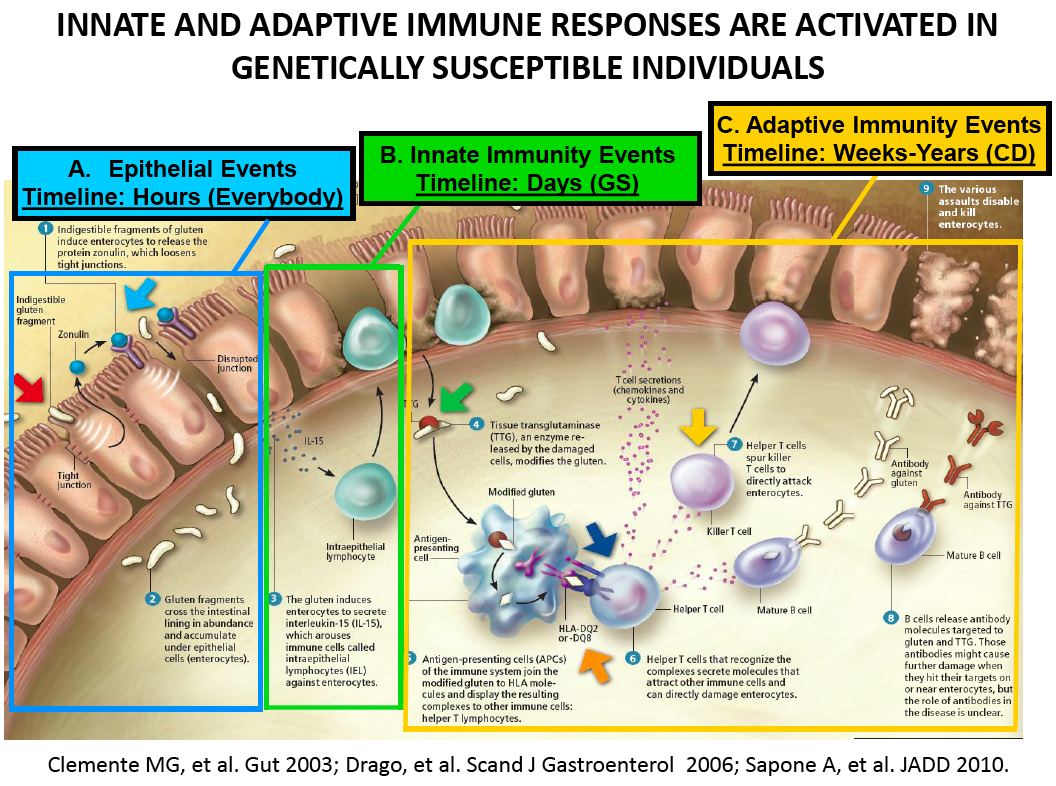 INNATE AND ADAPTIVE IMMUNE RESPONSES ARE ACTIVATED IN
GENETICALLY SUSCEPTIBLE INDIVIDUALS
A. Epithelial Events
Timeline: Hours (Everybody)
B. Innate Immunity Events
Timeline: Days (GS)
C. Adaptive Immunity Events
Timeline: Weeks-Years (CD)
1 Indigestible fragments of gluten
induce enterocytes to release the
protein zonulin, which loosens
tight junctions.
Indigestible
gluten
fragment
Zonulin
Disrupted
junction
Tight
junction
2 Gluten fragments
cross the intestinal
lining in abundance
and accumulate
under epithelial
cells (enterocytes).
IL-15
Intraepithelial
lymphocyte
3 The gluten induces
enterocytes to secrete
interleukin-15 (IL-15),
which arouses
immune cells called
intraepithelial
lymphocytes (IEL)
against enterocytes.
TTG
4 Tissue transglutaminase
(TTG), an enzyme re-
leased by the damaged
cells, modifies the gluten.
Modified gluten
Antigen-
presenting
cell
HLA-DQ2
or -DQ8
5 Antigen-presenting cells (APCs)
of the immune system join the
modified gluten to HLA mole-
cules and display the resulting
complexes to other immune cells:
helper T lymphocytes.
T cell secretions
(chemokines and
cytokines)
Helper T cell
6 Helper T cells that recognize the
complexes secrete molecules that
attract other immune cells and
can directly damage enterocytes.
7 Helper T cells
spur killer
T cells to
directly attack
enterocytes.
Killer T cell
Mature B cell
Antibody
against
gluten
Antibody
against TTG
Mature B cell
8 B cells release antibody
molecules targeted to
gluten and TTG. Those
antibodies might cause
further damage when
they hit their targets on
or near enterocytes, but
the role of antibodies in
the disease is unclear.
9 The various
assaults disable
and kill
enterocytes.
Clemente MG, et al. Gut 2003; Drago, et al. Scand J Gastroenterol 2006; Sapone A, et al. JADD 2010.